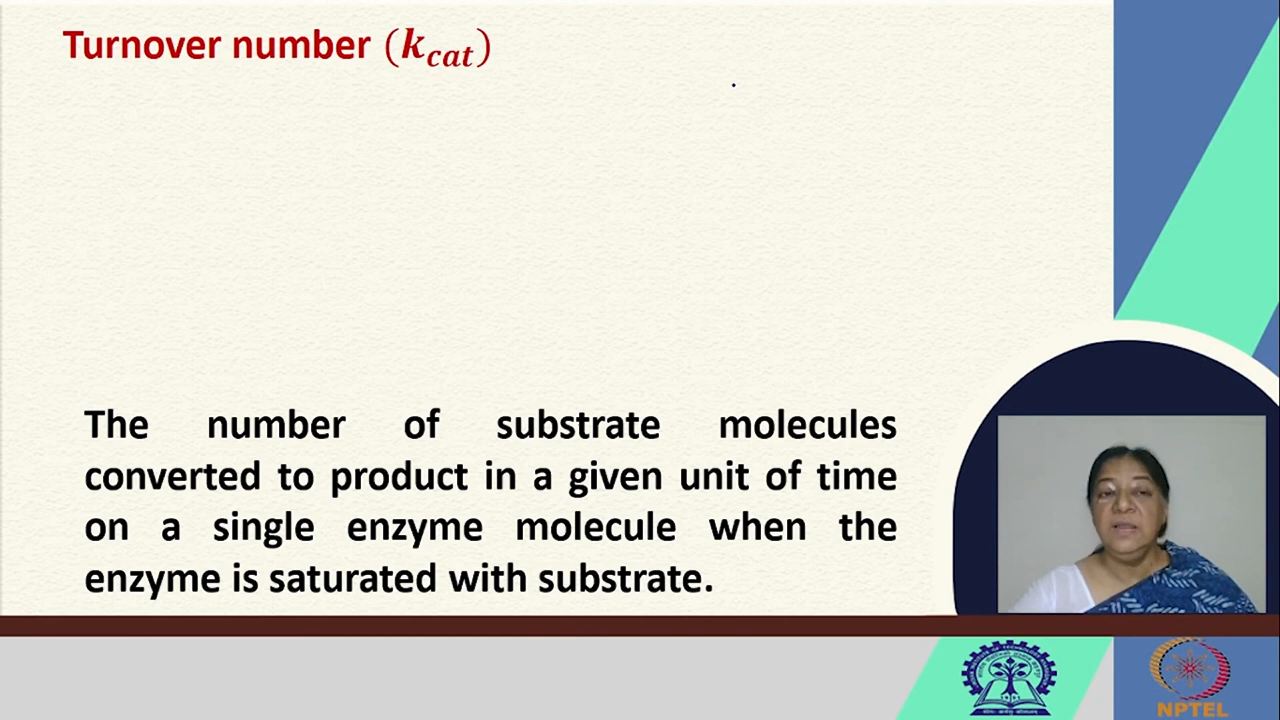 Turnover number (k_cat)
The number of substrate molecules
converted to product in a given unit of time
on a single enzyme molecule when the
enzyme is saturated with substrate.
NPTEL